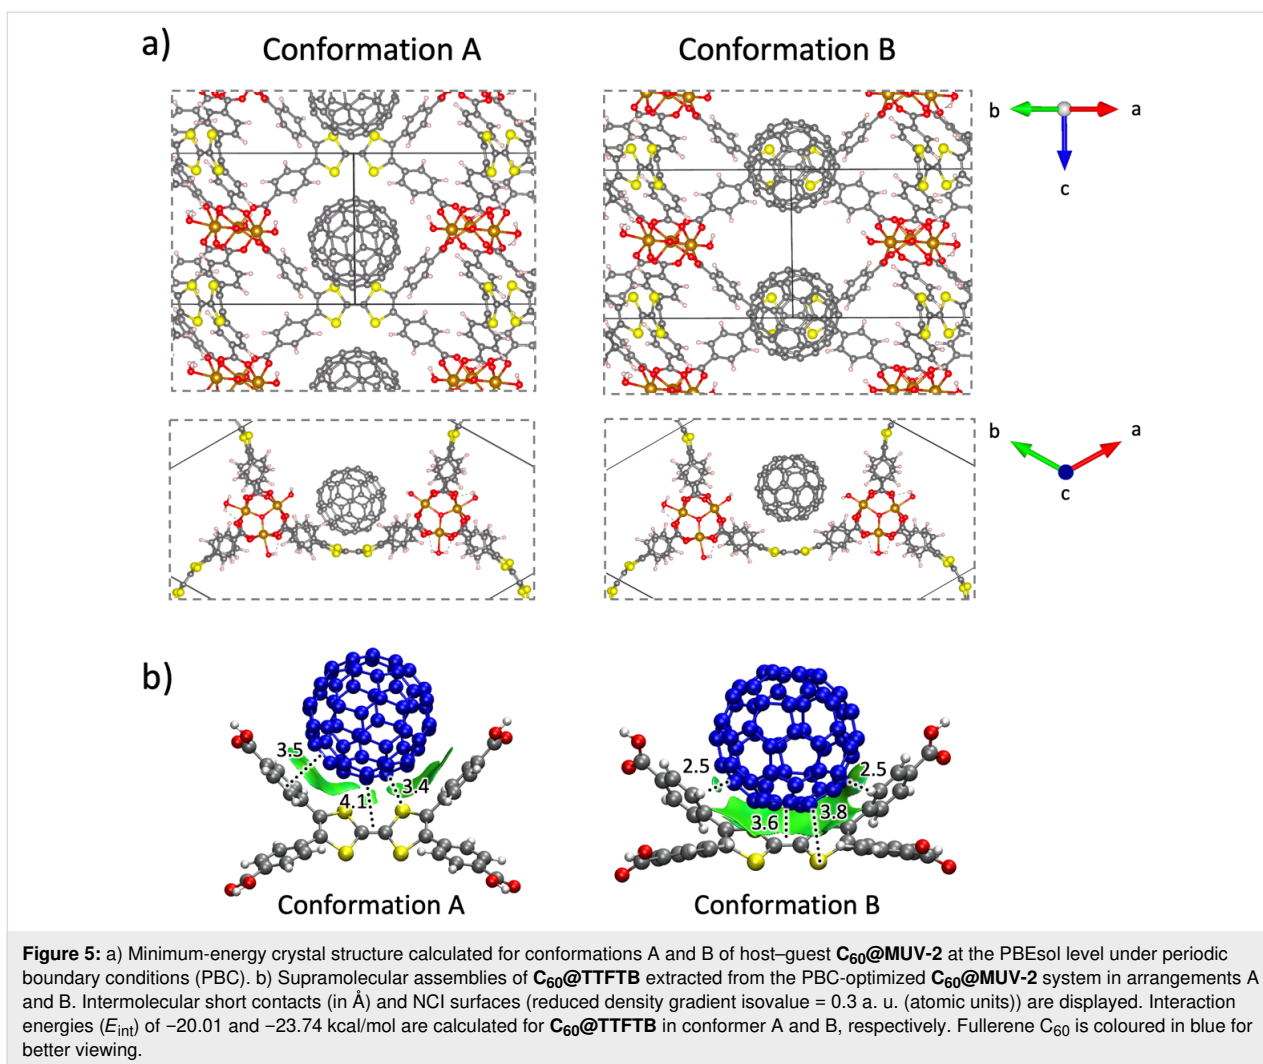 a)
Conformation A
Conformation B
b
a
c
b
a
c
b)
3.5
4.1
3.4
2.5
2.5
3.6
3.8
Conformation A
Conformation B
Figure 5: a) Minimum-energy crystal structure calculated for conformations A and B of host–guest C₆₀@MUV-2 at the PBEsol level under periodic
boundary conditions (PBC). b) Supramolecular assemblies of C₆₀@TTFTB extracted from the PBC-optimized C₆₀@MUV-2 system in arrangements A
and B. Intermolecular short contacts (in Å) and NCI surfaces (reduced density gradient isovalue = 0.3 a. u. (atomic units)) are displayed. Interaction
energies (Eint) of −20.01 and −23.74 kcal/mol are calculated for C₆₀@TTFTB in conformer A and B, respectively. Fullerene C₆₀ is coloured in blue for
better viewing.